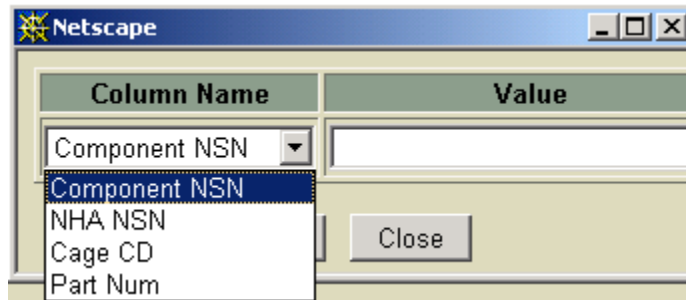 Netscape
Column Name Value
Component NSN
Component NSN
NHA NSN
Cage CD
Part Num
Close